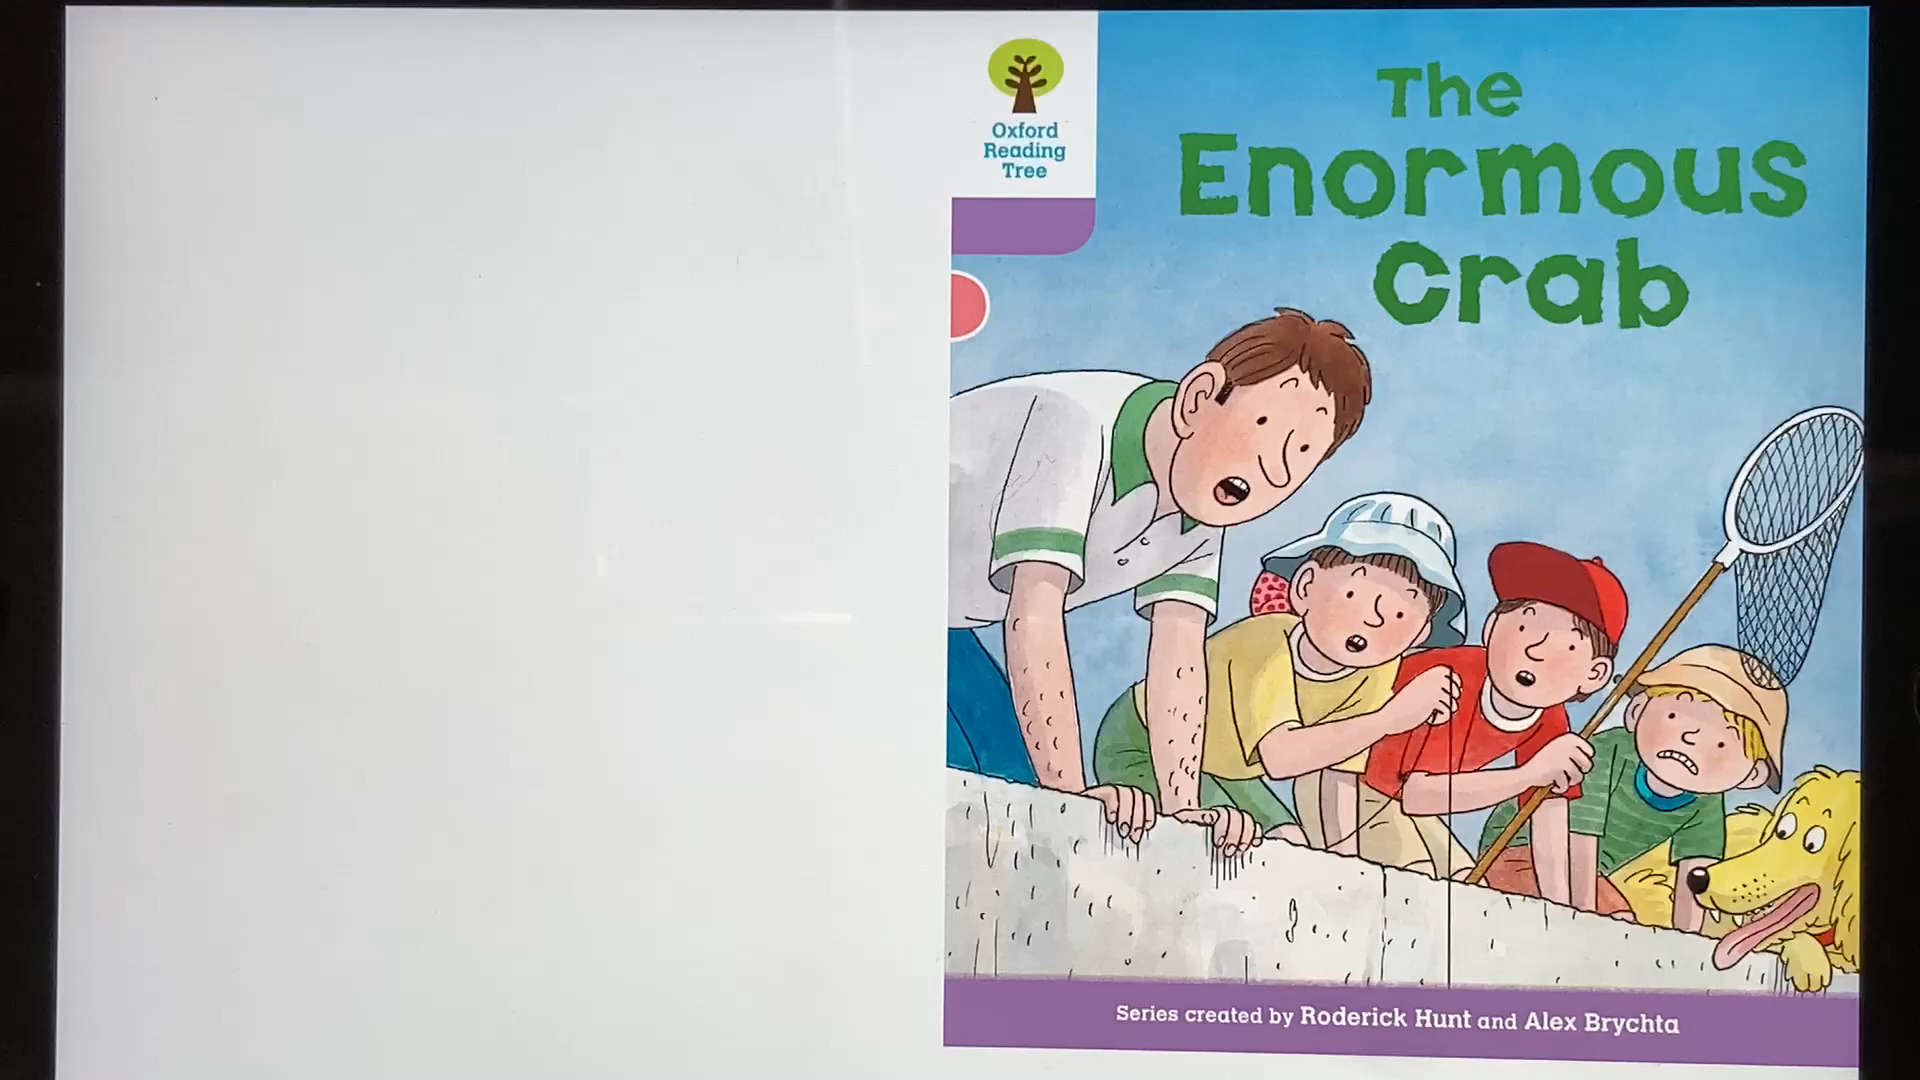 Oxford
Reading
Tree
The
Enormous
Crab
Series created by Roderick Hunt and Alex Brychta